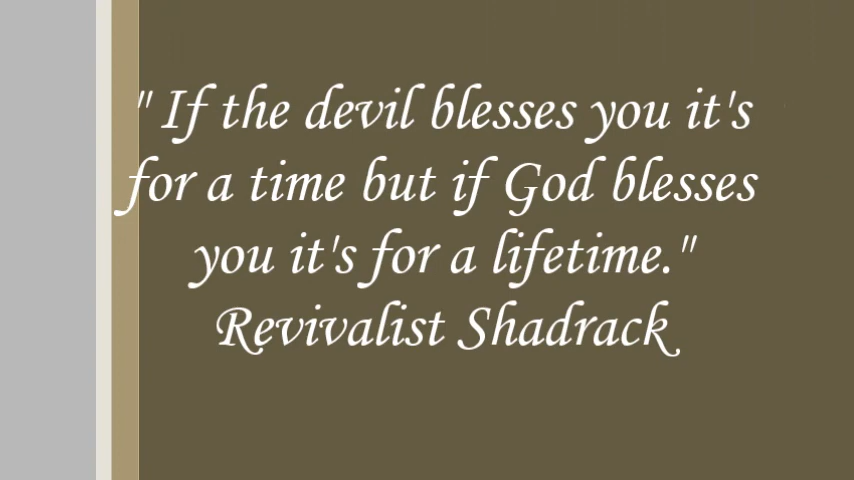 " If the devil blesses you it's
for a time but if God blesses
you it's for a lifetime."
Revivalist Shadrack